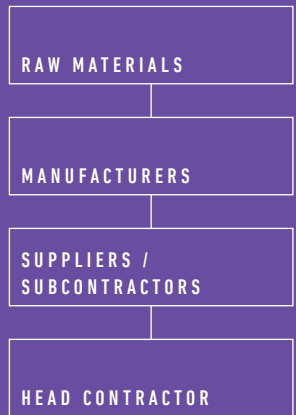 RAW MATERIALS
MANUFACTURERS
SUPPLIERS /
SUBCONTRACTORS
HEAD CONTRACTOR